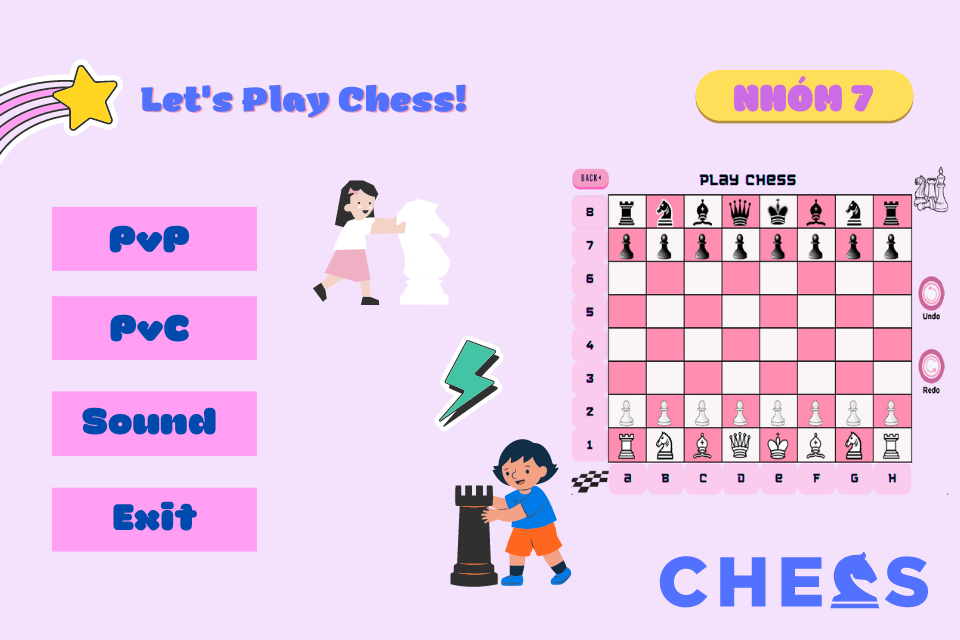 Let's Play Chess!
NHÓM 7
PvP
PvC
Sound
Exit
BACK
PLAY CHESS
8
7
6
5
4
3
2
1
A B C D E F G H
Undo
Redo
CHESS